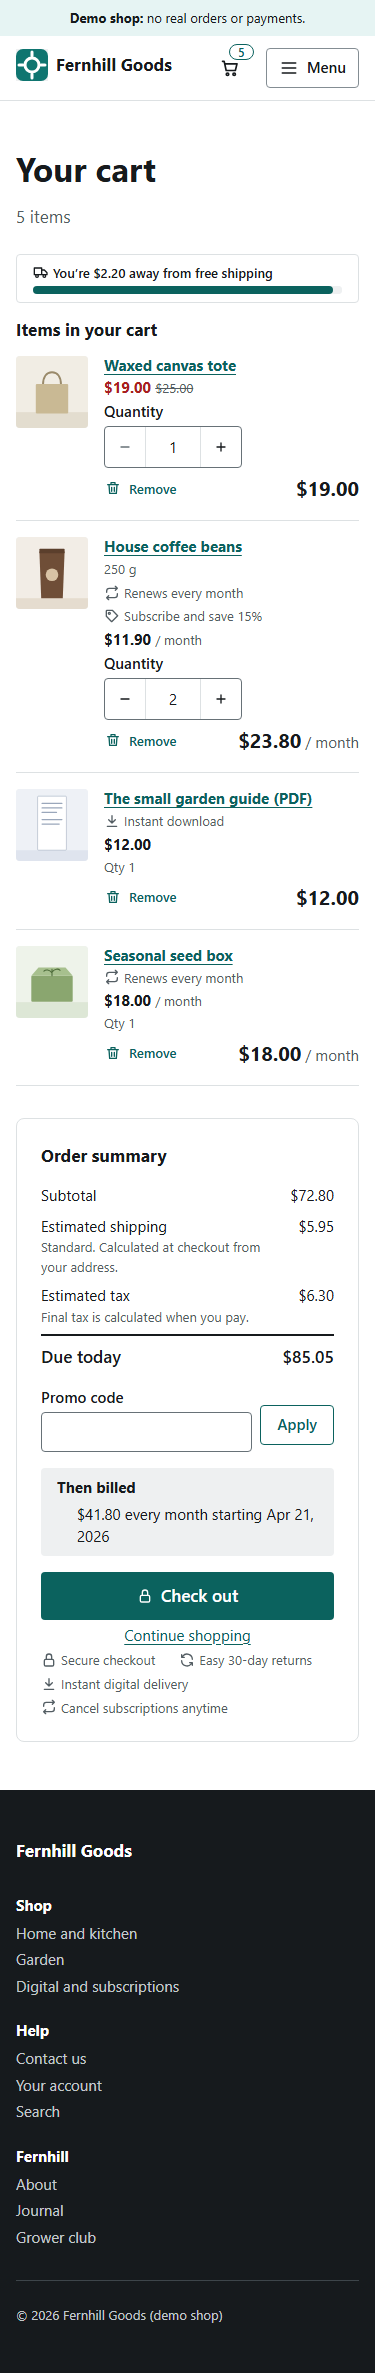 Demo shop: no real orders or payments.
Fernhill Goods
5
Menu
Your cart
5 items
You're $2.20 away from free shipping
Items in your cart
Waxed canvas tote
$19.00 $25.00
Quantity
− 1 +
Remove $19.00
House coffee beans
250 g
Renews every month
Subscribe and save 15%
$11.90 / month
Quantity
− 2 +
Remove $23.80 / month
The small garden guide (PDF)
Instant download
$12.00
Qty 1
Remove $12.00
Seasonal seed box
Renews every month
$18.00 / month
Qty 1
Remove $18.00 / month
Order summary
Subtotal $72.80
Estimated shipping $5.95
Standard. Calculated at checkout from
your address.
Estimated tax $6.30
Final tax is calculated when you pay.
Due today $85.05
Promo code
Apply
Then billed
$41.80 every month starting Apr 21,
2026
Check out
Continue shopping
Secure checkout Easy 30-day returns
Instant digital delivery
Cancel subscriptions anytime
Fernhill Goods
Shop
Home and kitchen
Garden
Digital and subscriptions
Help
Contact us
Your account
Search
Fernhill
About
Journal
Grower club
© 2026 Fernhill Goods (demo shop)